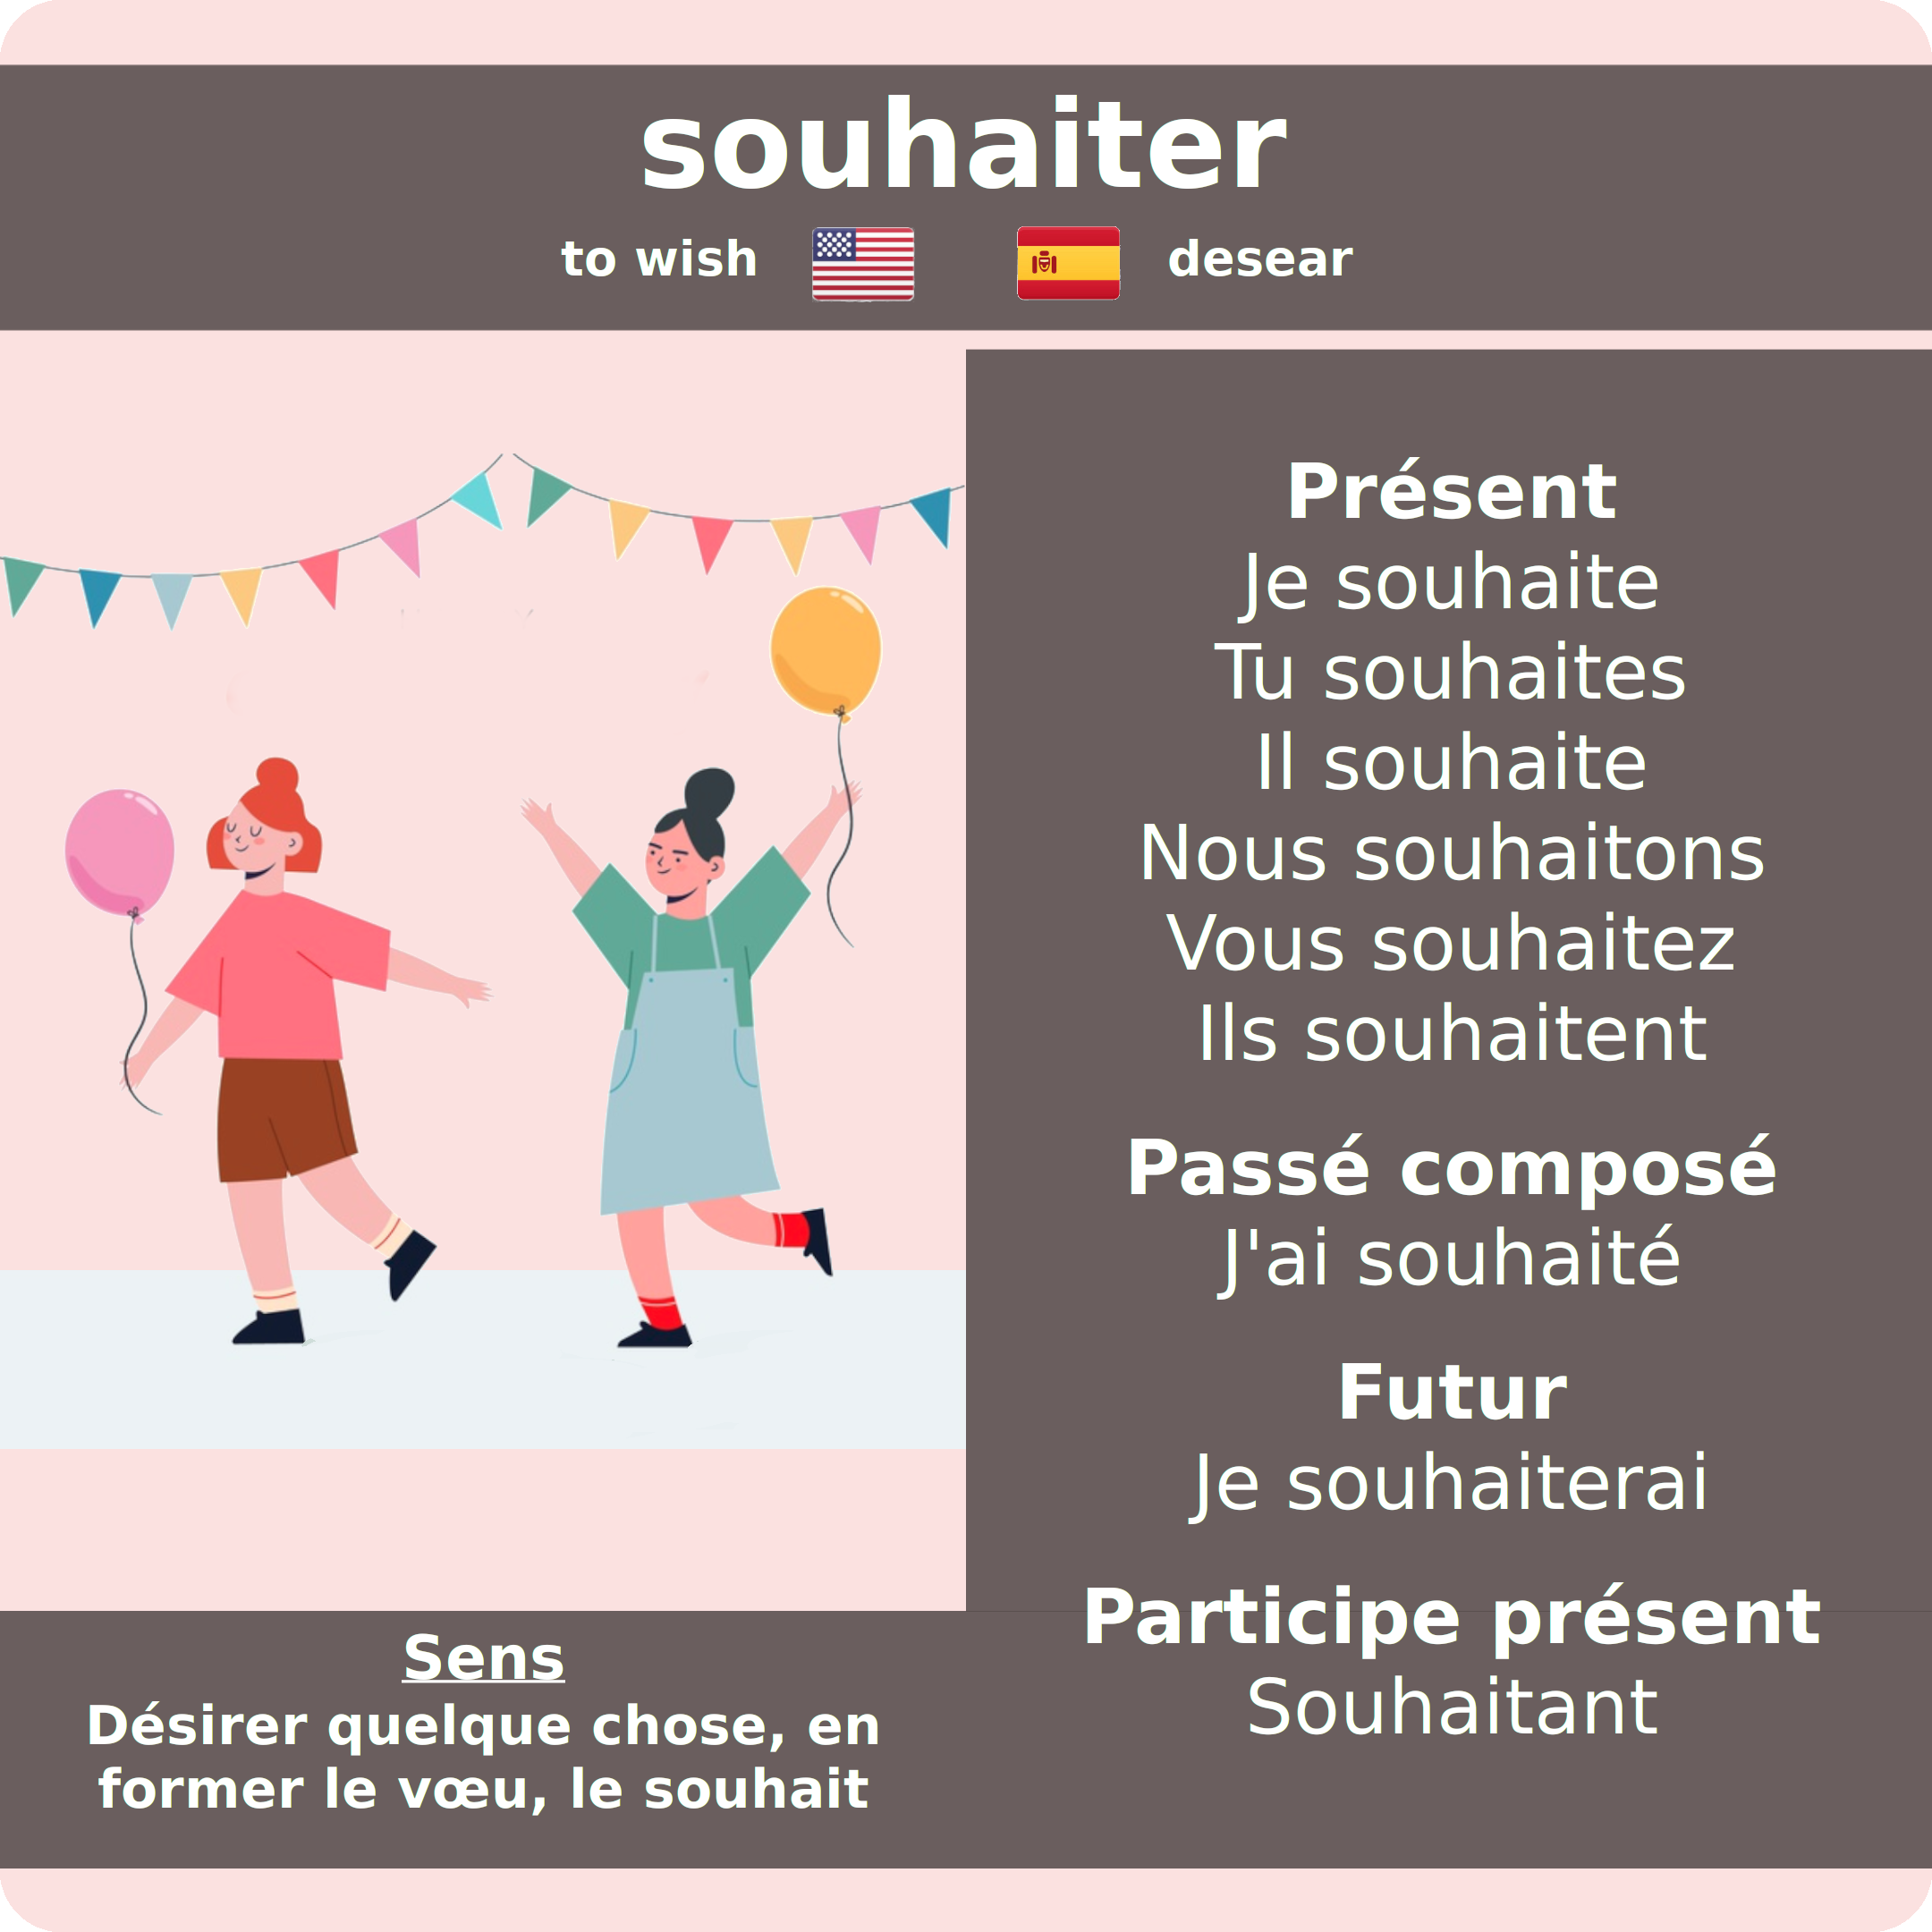 souhaiter
to wish
desear
Présent
Je souhaite
Tu souhaites
Il souhaite
Nous souhaitons
Vous souhaitez
Ils souhaitent
Passé composé
J'ai souhaité
Futur
Je souhaiterai
Participe présent
Souhaitant
Sens
Désirer quelque chose, en
former le vœu, le souhait